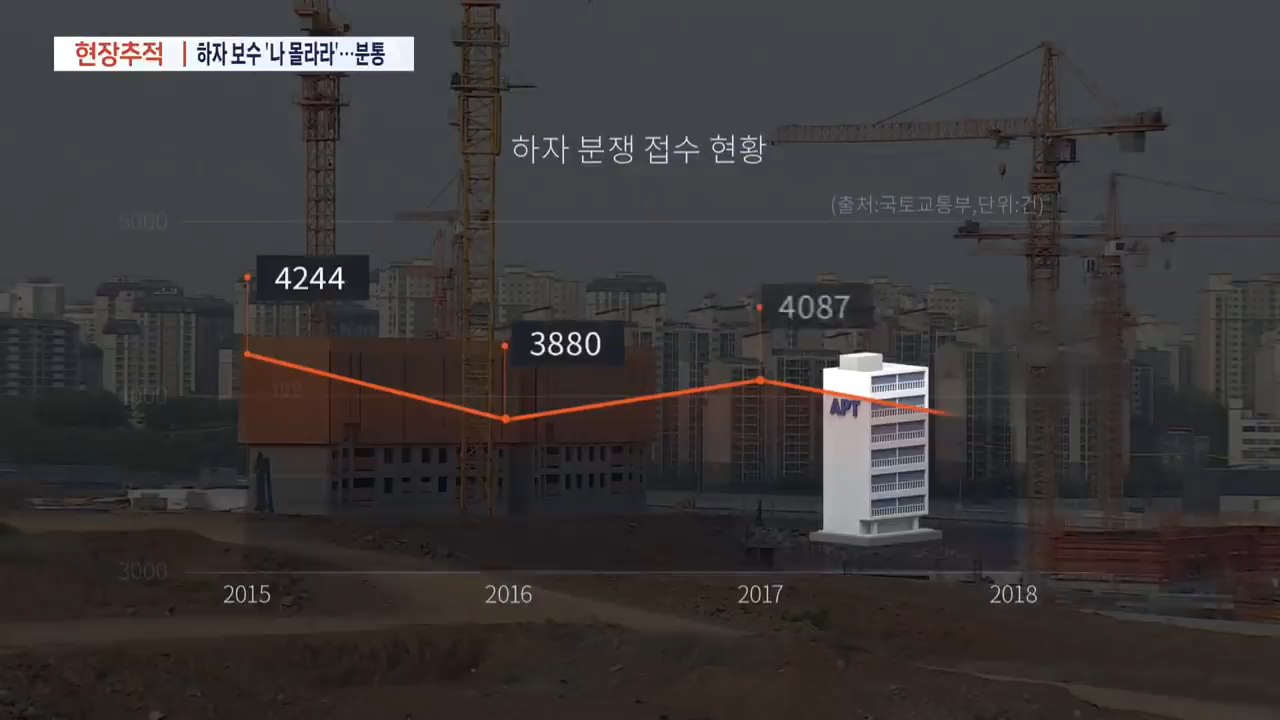 현장추적 | 하자 보수 '나 몰라라'…분통
하자 분쟁 접수 현황
(출처:국토교통부,단위:건)
5000
4244
4087
3880
4000
APT
3000
2015 2016 2017 2018